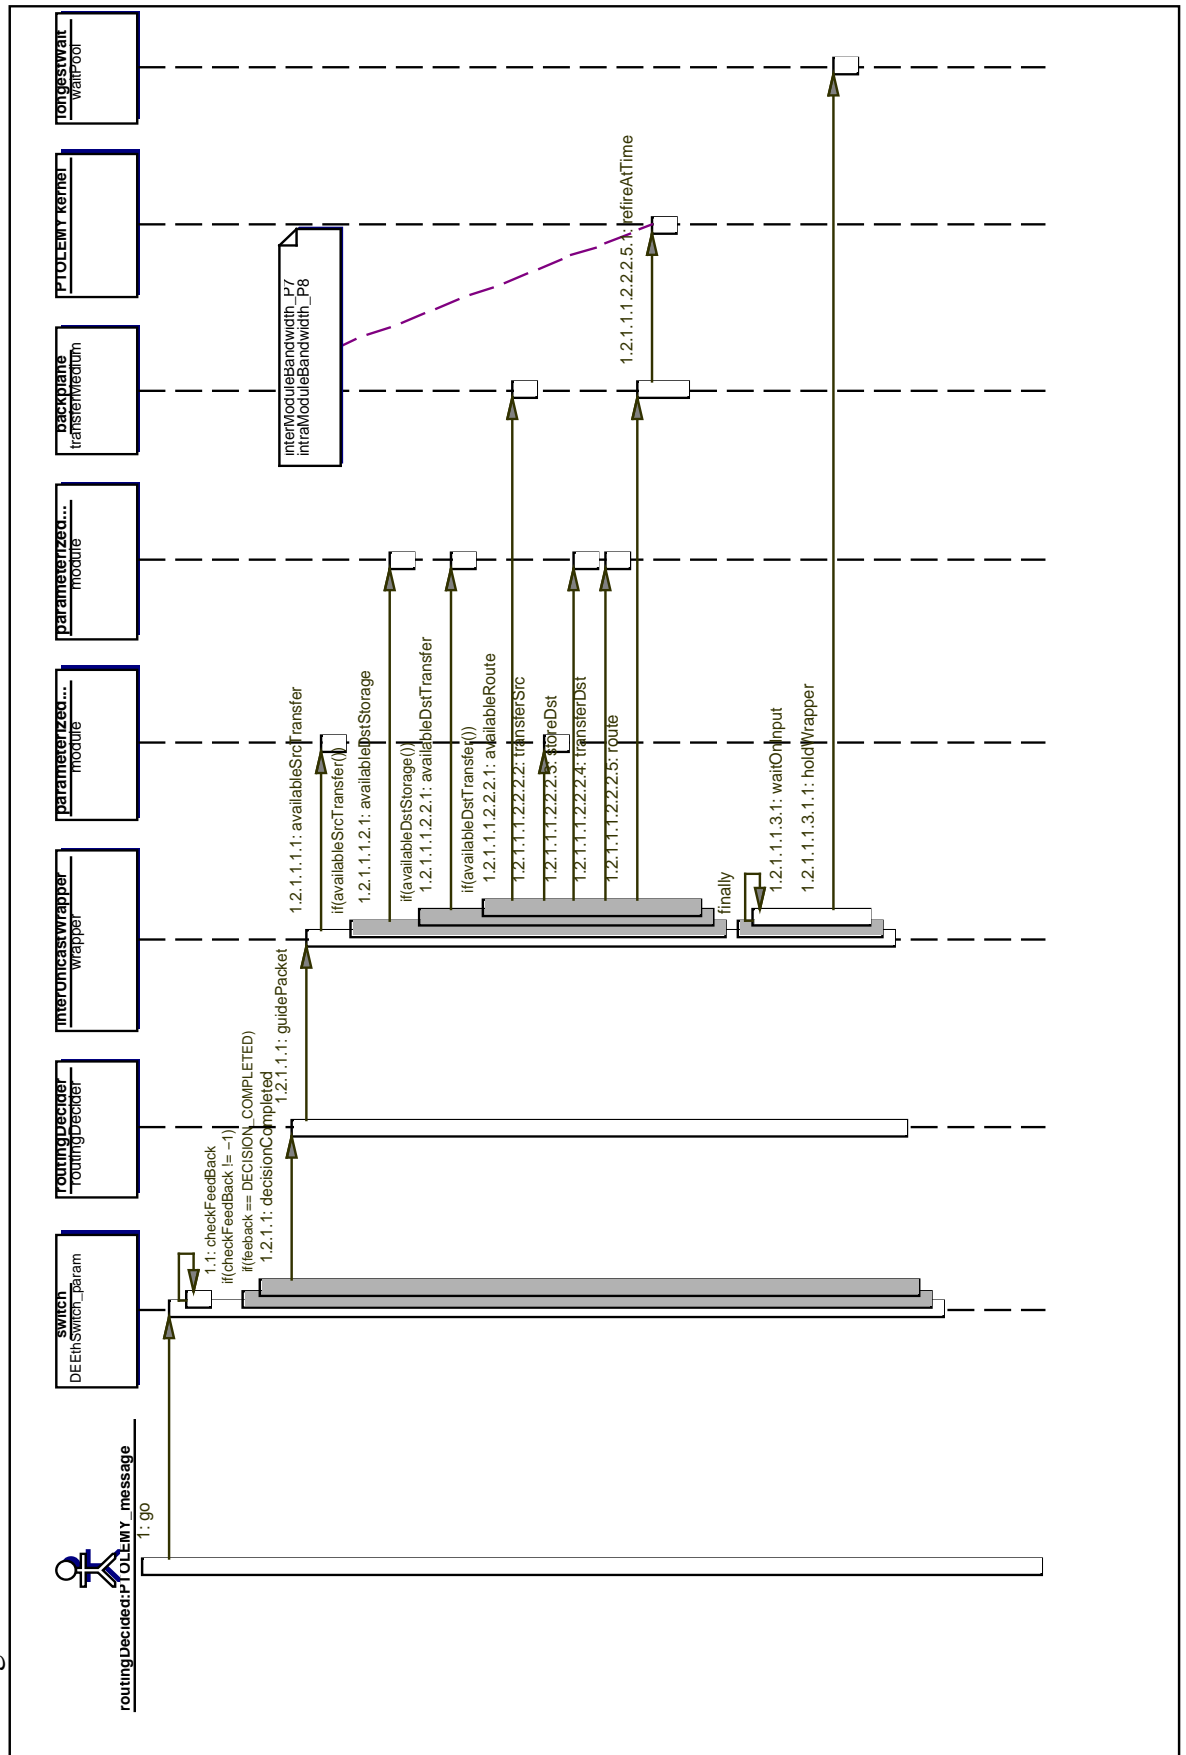 routingDecided:PTOLEMY_message
switch
DEEthSwitch_param
routingDecider
routingDecider
interUnicastWrapper
wrapper
parameterized...
module
parameterized...
module
backplane
transferMedium
PTOLEMY kernel
longestWait
waitPool
1: go
1.1: checkFeedBack
if(checkFeedBack != −1)
if(feeback == DECISION_COMPLETED)
1.2.1.1: decisionCompleted
1.2.1.1.1: guidePacket
1.2.1.1.1.1: availableSrcTransfer
if(availableSrcTransfer())
1.2.1.1.1.2.1: availableDstStorage
if(availableDstStorage())
1.2.1.1.1.2.2.1: availableDstTransfer
if(availableDstTransfer())
1.2.1.1.1.2.2.2.1: availableRoute
1.2.1.1.1.2.2.2.2: transferSrc
1.2.1.1.1.2.2.2.3: storeDst
1.2.1.1.1.2.2.2.4: transferDst
1.2.1.1.1.2.2.2.5: route
1.2.1.1.1.2.2.2.5.1: refireAtTime
interModuleBandwidth_P7
intraModuleBandwidth_P8
finally
1.2.1.1.1.3.1: waitOnInput
1.2.1.1.1.3.1.1: holdWrapper